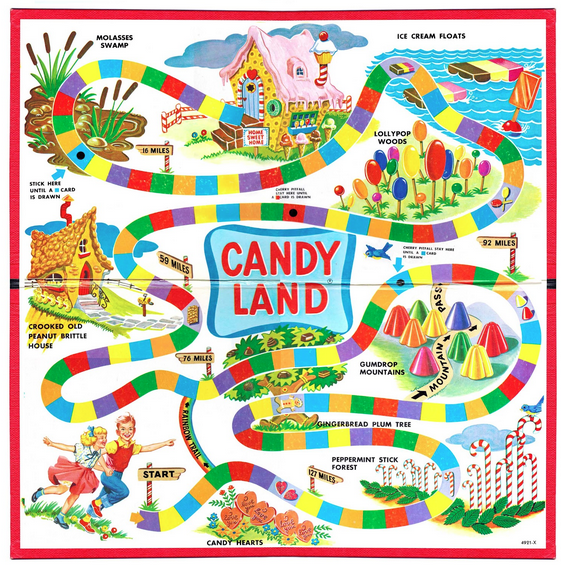 MOLASSES
SWAMP
ICE CREAM FLOATS
HOME
SWEET
HOME
LOLLYPOP
WOODS
16 MILES
STICK HERE
UNTIL A CARD
IS DRAWN
CHERRY PITFALL
STAY HERE UNTIL
A CARD IS DRAWN
CANDY
LAND
CHERRY PITFALL STAY HERE
UNTIL A CARD
IS DRAWN
92 MILES
59 MILES
CROOKED OLD
PEANUT BRITTLE
HOUSE
MOUNTAIN PASS
76 MILES
GUMDROP
MOUNTAINS
RAINBOW TRAIL
GINGERBREAD PLUM TREE
PEPPERMINT STICK
FOREST
START
127 MILES
CANDY HEARTS
4921-X